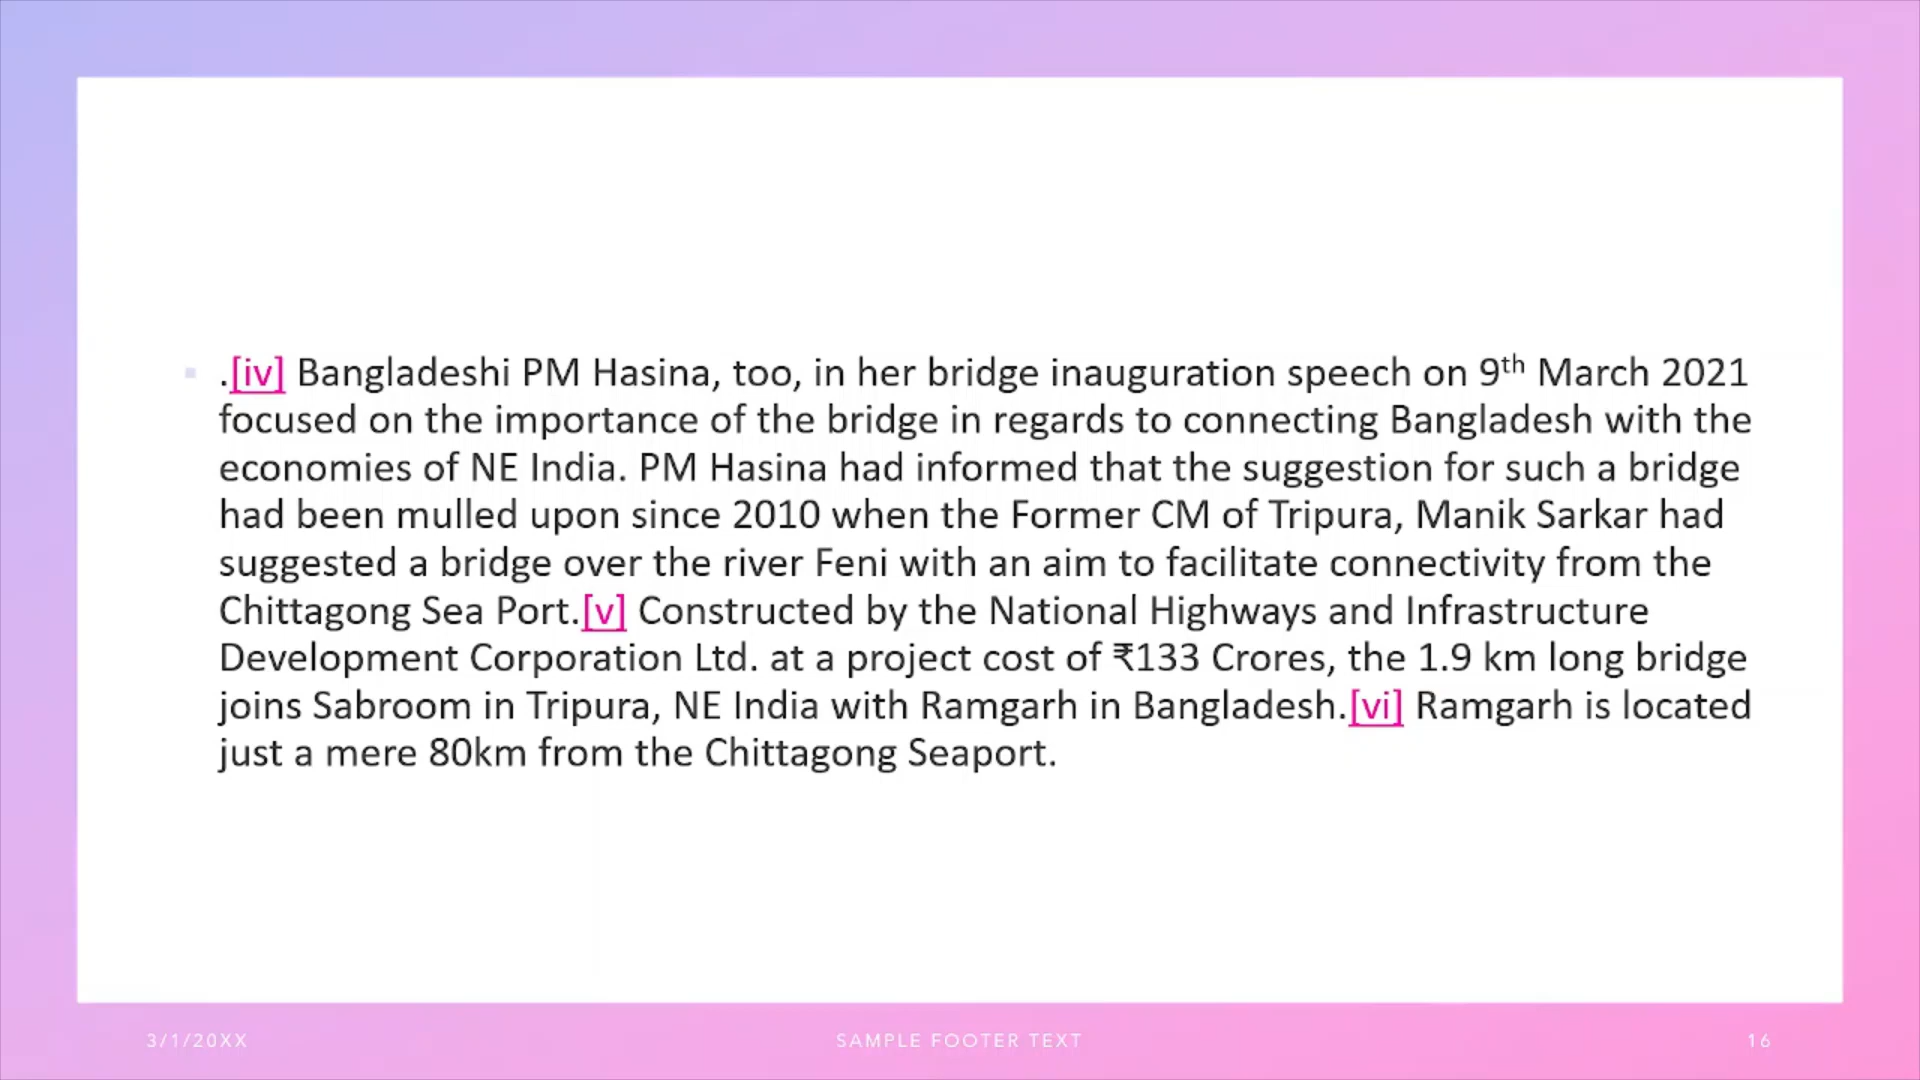 .[iv] Bangladeshi PM Hasina, too, in her bridge inauguration speech on 9th March 2021
focused on the importance of the bridge in regards to connecting Bangladesh with the
economies of NE India. PM Hasina had informed that the suggestion for such a bridge
had been mulled upon since 2010 when the Former CM of Tripura, Manik Sarkar had
suggested a bridge over the river Feni with an aim to facilitate connectivity from the
Chittagong Sea Port.[v] Constructed by the National Highways and Infrastructure
Development Corporation Ltd. at a project cost of ₹133 Crores, the 1.9 km long bridge
joins Sabroom in Tripura, NE India with Ramgarh in Bangladesh.[vi] Ramgarh is located
just a mere 80km from the Chittagong Seaport.
3/1/20XX
SAMPLE FOOTER TEXT
16